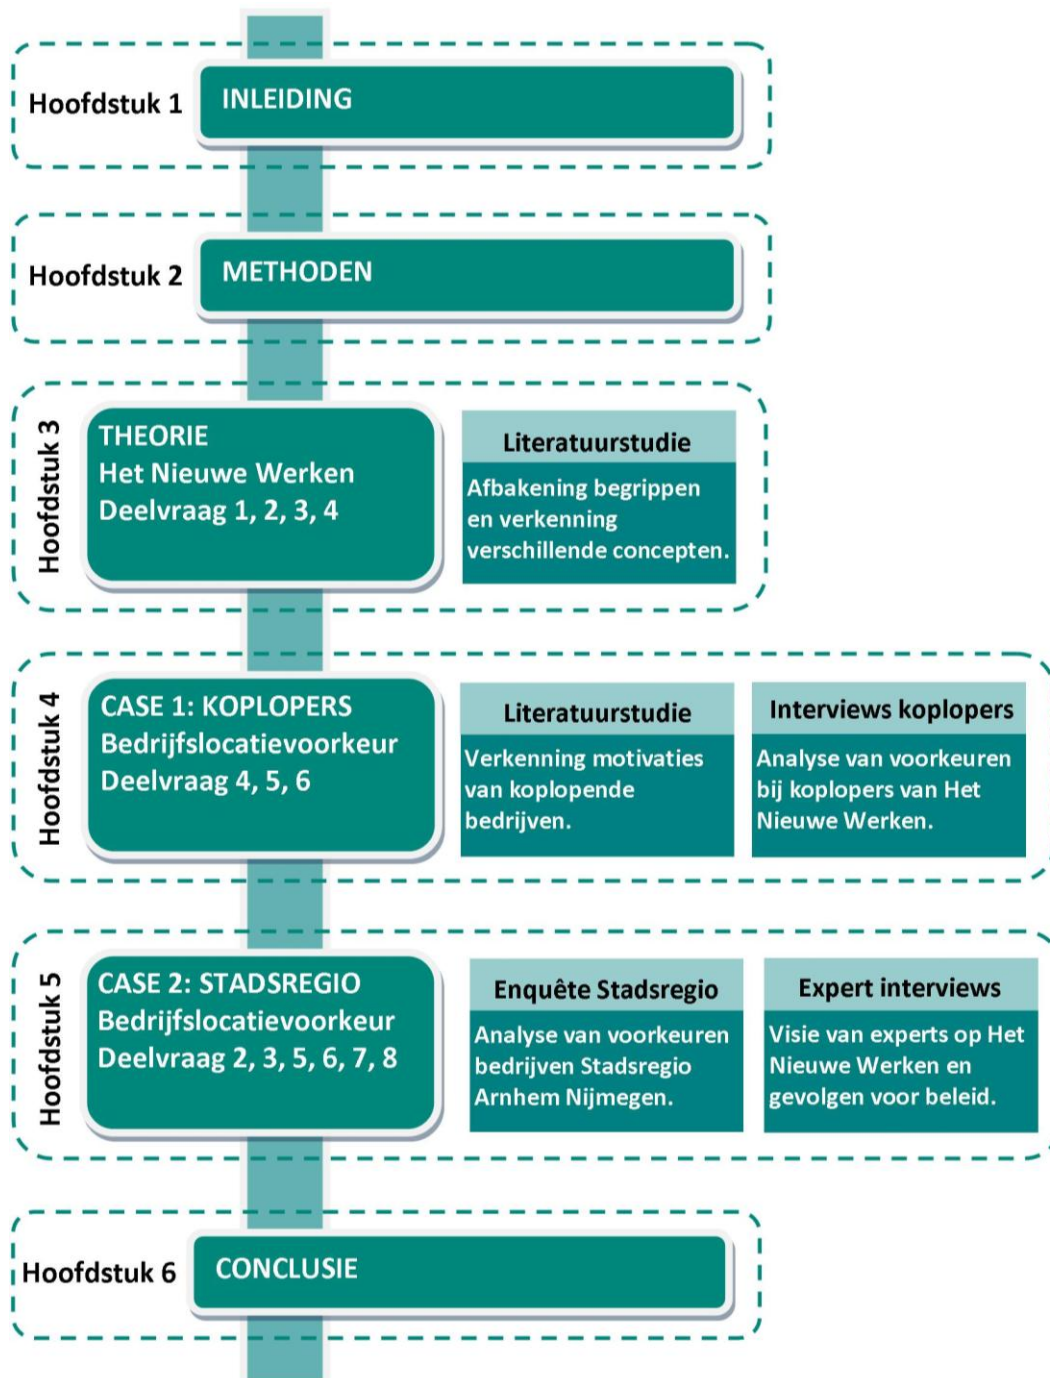 Hoofdstuk 1
INLEIDING
Hoofdstuk 2
METHODEN
Hoofdstuk 3
THEORIE
Het Nieuwe Werken
Deelvraag 1, 2, 3, 4
Literatuurstudie
Afbakening begrippen
en verkenning
verschillende concepten.
Hoofdstuk 4
CASE 1: KOPLOPERS
Bedrijfslocatievoorkeur
Deelvraag 4, 5, 6
Literatuurstudie
Verkenning motivaties
van koplopende
bedrijven.
Interviews koplopers
Analyse van voorkeuren
bij koplopers van Het
Nieuwe Werken.
Hoofdstuk 5
CASE 2: STADSREGIO
Bedrijfslocatievoorkeur
Deelvraag 2, 3, 5, 6, 7, 8
Enquête Stadsregio
Analyse van voorkeuren
bedrijven Stadsregio
Arnhem Nijmegen.
Expert interviews
Visie van experts op Het
Nieuwe Werken en
gevolgen voor beleid.
Hoofdstuk 6
CONCLUSIE